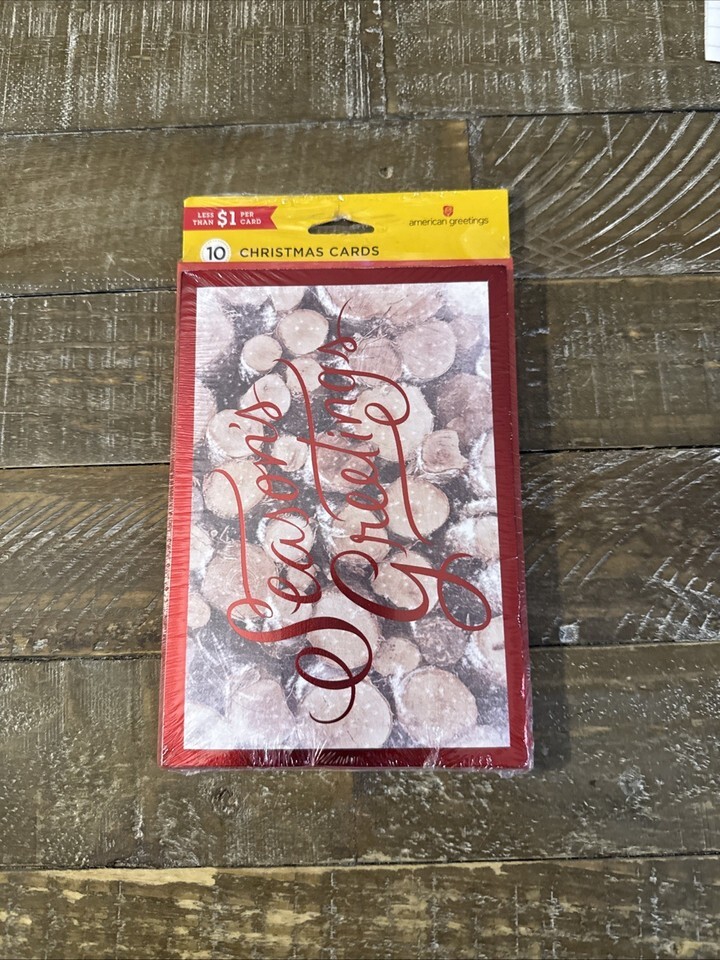 LESS THAN $1 PER CARD
american greetings
10 CHRISTMAS CARDS
Season's
Greetings